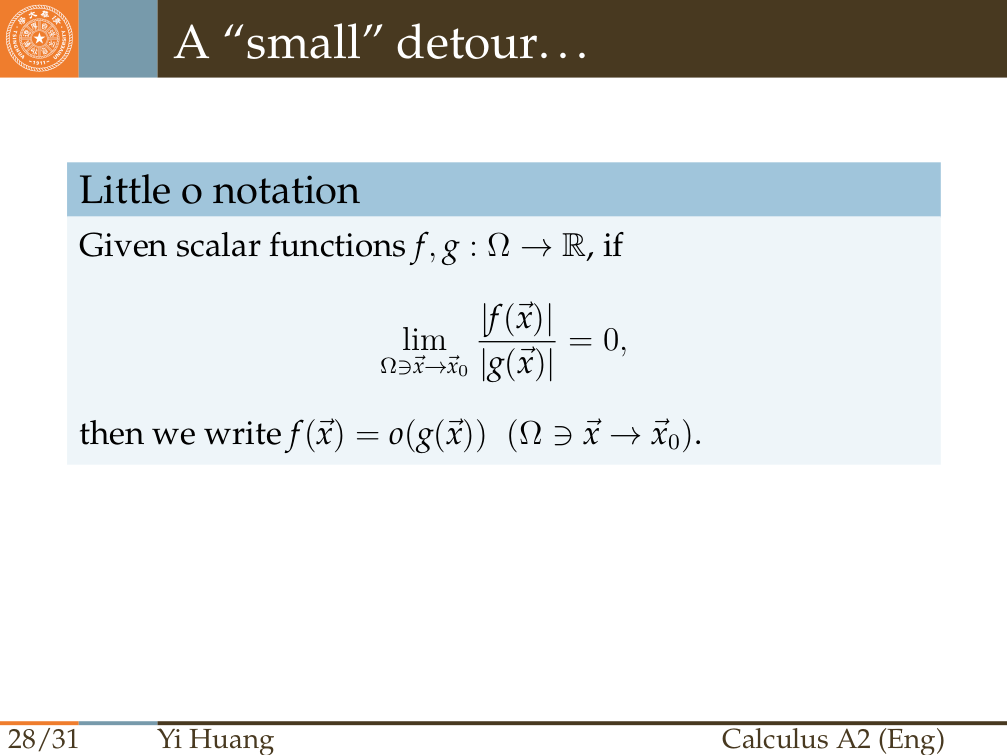 A “small” detour. . .
Little o notation
Given scalar functions f, g : Ω → ℝ, if
lim_{Ω∋x⃗→x⃗₀} |f(x⃗)| / |g(x⃗)| = 0,
then we write f(x⃗) = o(g(x⃗)) (Ω ∋ x⃗ → x⃗₀).
28/31 Yi Huang Calculus A2 (Eng)